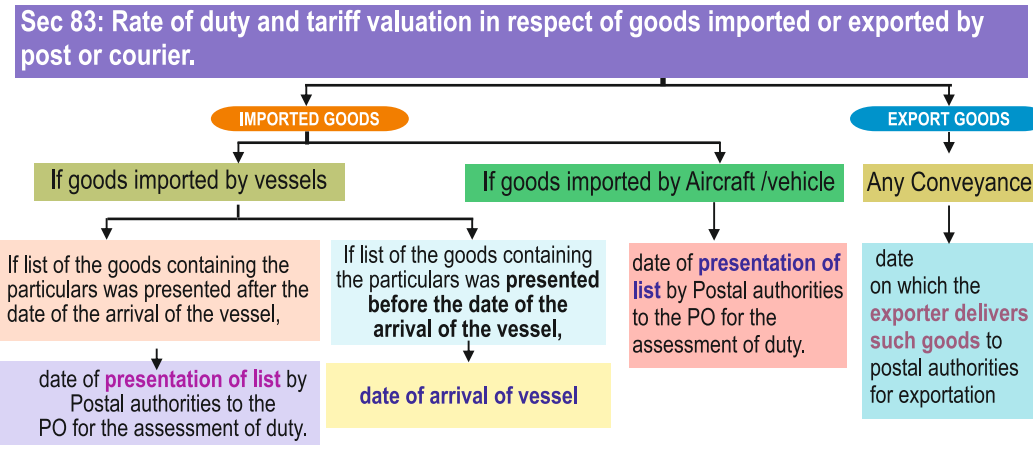 Sec 83: Rate of duty and tariff valuation in respect of goods imported or exported by
post or courier.
IMPORTED GOODS
EXPORT GOODS
If goods imported by vessels
If goods imported by Aircraft /vehicle
Any Conveyance
If list of the goods containing the
particulars was presented after the
date of the arrival of the vessel,
date of presentation of list by
Postal authorities to the
PO for the assessment of duty.
If list of the goods containing
the particulars was presented
before the date of the
arrival of the vessel,
date of arrival of vessel
date of presentation of
list by Postal authorities
to the PO for the
assessment of duty.
date
on which the
exporter delivers
such goods to
postal authorities
for exportation